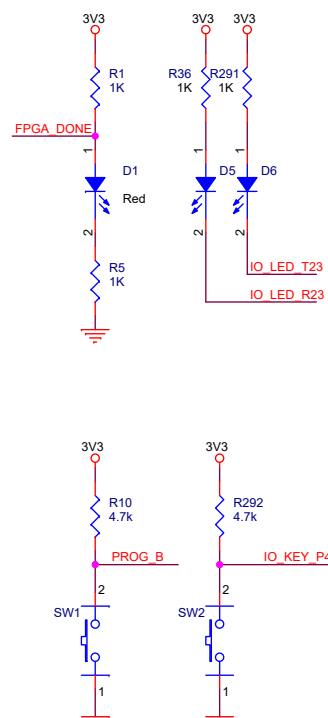 3V3
3V3
3V3
R1
1K
R36
1K
R291
1K
FPGA_DONE
1
D1
Red
2
1
D5
2
1
D6
2
R5
1K
IO_LED_T23
IO_LED_R23
3V3
3V3
R10
4.7k
R292
4.7k
PROG_B
IO_KEY_P4
2
SW1
1
2
SW2
1